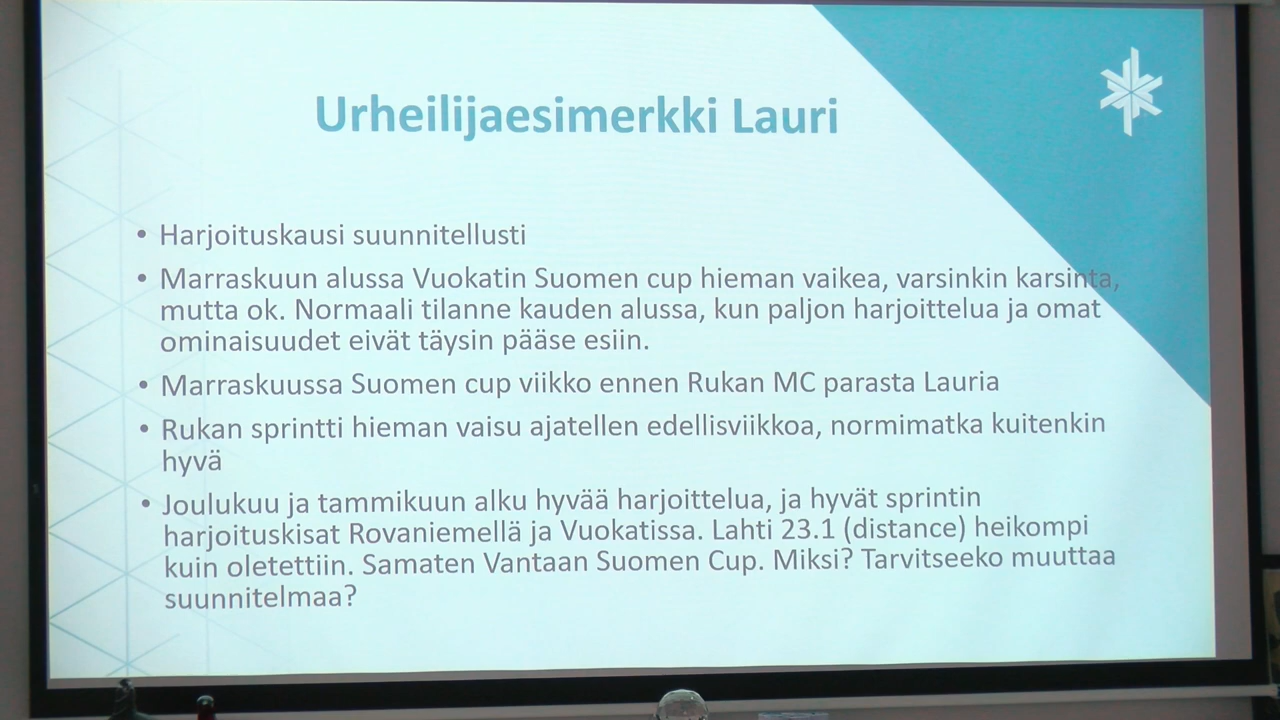 Urheilijaesimerkki Lauri
• Harjoituskausi suunnitellusti
• Marraskuun alussa Vuokatin Suomen cup hieman vaikea, varsinkin karsinta,
mutta ok. Normaali tilanne kauden alussa, kun paljon harjoittelua ja omat
ominaisuudet eivät täysin pääse esiin.
• Marraskuussa Suomen cup viikko ennen Rukan MC parasta Lauria
• Rukan sprintti hieman vaisu ajatellen edellisviikkoa, normimatka kuitenkin
hyvä
• Joulukuu ja tammikuun alku hyvää harjoittelua, ja hyvät sprintin
harjoituskisat Rovaniemellä ja Vuokatissa. Lahti 23.1 (distance) heikompi
kuin oletettiin. Samaten Vantaan Suomen Cup. Miksi? Tarvitseeko muuttaa
suunnitelmaa?